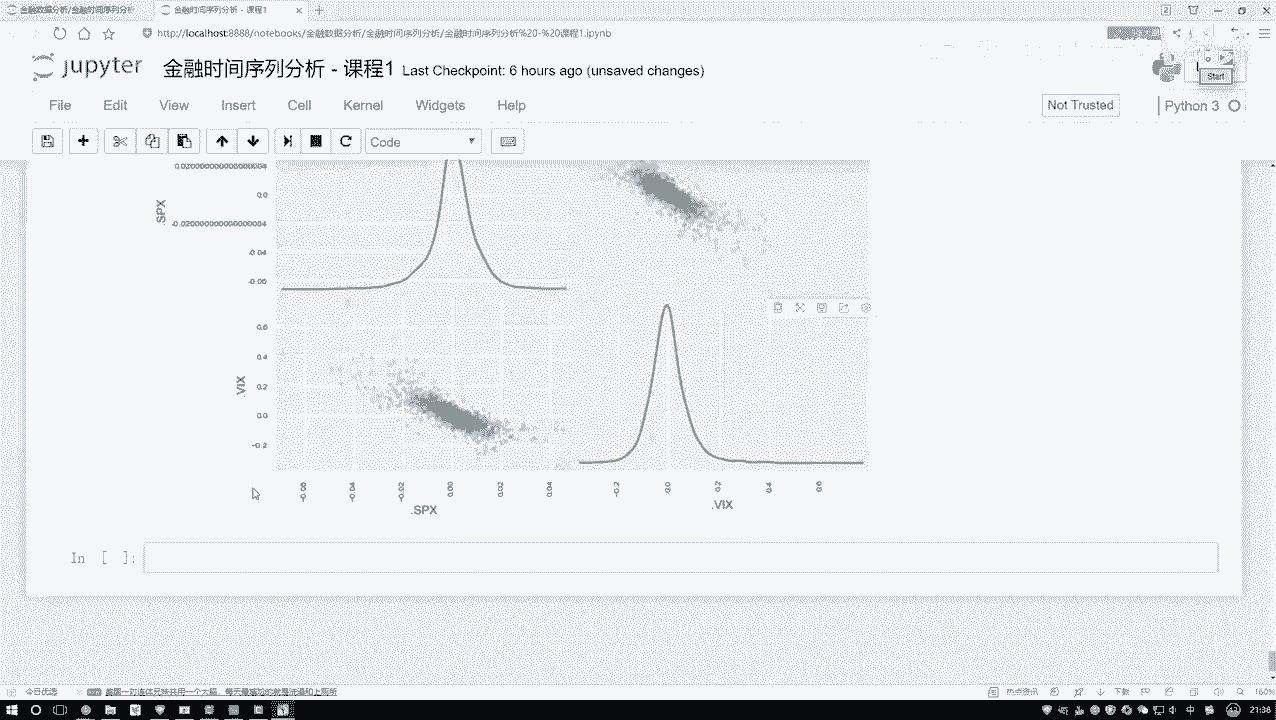 金融数据分析/金融时间序列分析
金融时间序列分析 - 课程1
http://localhost:8888/notebooks/金融数据分析/金融时间序列分析/金融时间序列分析%20-%20课程1.ipynb
jupyter 金融时间序列分析 - 课程1 Last Checkpoint: 6 hours ago (unsaved changes)
Start
File Edit View Insert Cell Kernel Widgets Help
Not Trusted Python 3
Code
0.0200000000000004
0.0
.SPX
-0.0200000000000004
-0.04
-0.06
0.6
0.4
.VIX
0.2
0.0
-0.2
-0.06 -0.04 -0.02 0.00 0.02 0.04 -0.2 0.0 0.2 0.4 0.6
.SPX .VIX
In [ ]:
今日优选
热点资讯
下载
160%
中
21:38